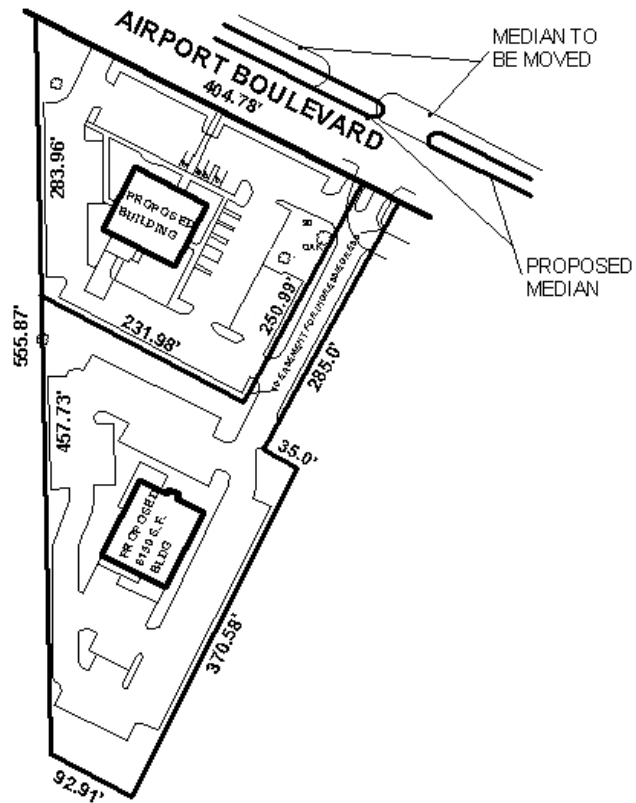 AIRPORT BOULEVARD
404.78'
MEDIAN TO
BE MOVED
PROPOSED
MEDIAN
283.96'
PROPOSED
BUILDING
250.99'
285.0'
231.98'
555.87'
457.73'
35.0'
PROPOSED
6150 S.F.
BLDG
370.58'
92.91'